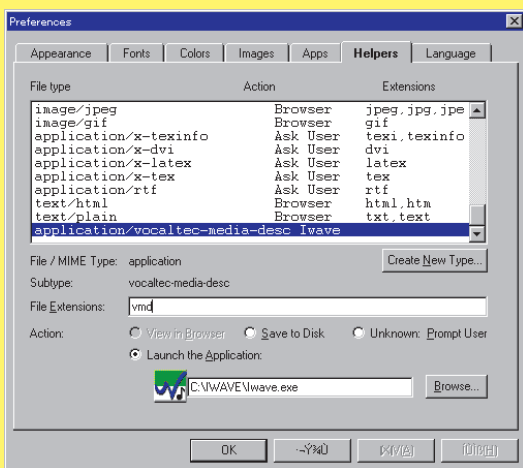 Preferences
Appearance Fonts Colors Images Apps Helpers Language
File type Action Extensions
image/jpeg Browser jpeg,jpg,jpe
image/gif Browser gif
application/x-texinfo Ask User texi,texinfo
application/x-dvi Ask User dvi
application/x-latex Ask User latex
application/x-tex Ask User tex
application/rtf Ask User rtf
text/html Browser html,htm
text/plain Browser txt,text
application/vocaltec-media-desc Iwave
File / MIME Type: application Create New Type...
Subtype: vocaltec-media-desc
File Extensions: vmd
Action: View in Browser Save to Disk Unknown: Prompt User
Launch the Application:
C:\IWAVE\Iwave.exe Browse...
OK